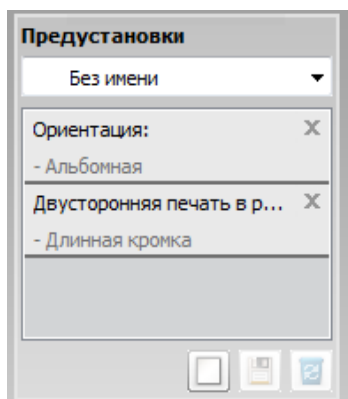 Предустановки
Без имени
Ориентация:
- Альбомная
Двусторонняя печать в р...
- Длинная кромка